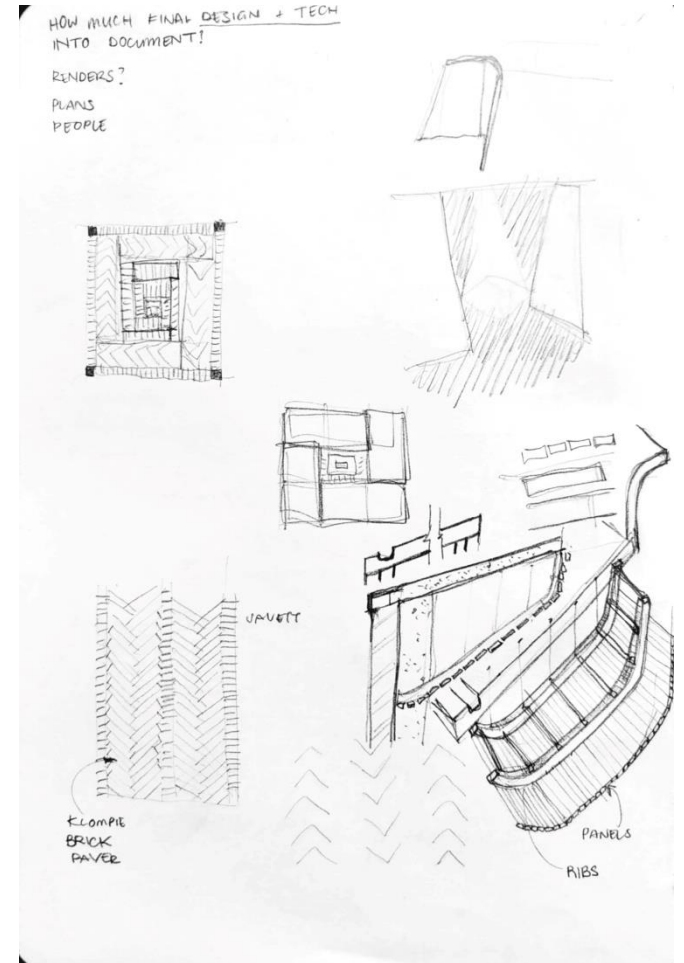 HOW MUCH FINAL DESIGN + TECH
INTO DOCUMENT!
RENDERS?
PLANS
PEOPLE
JAVETT
KLOMPIE
BRICK
PAVER
PANELS
RIBS